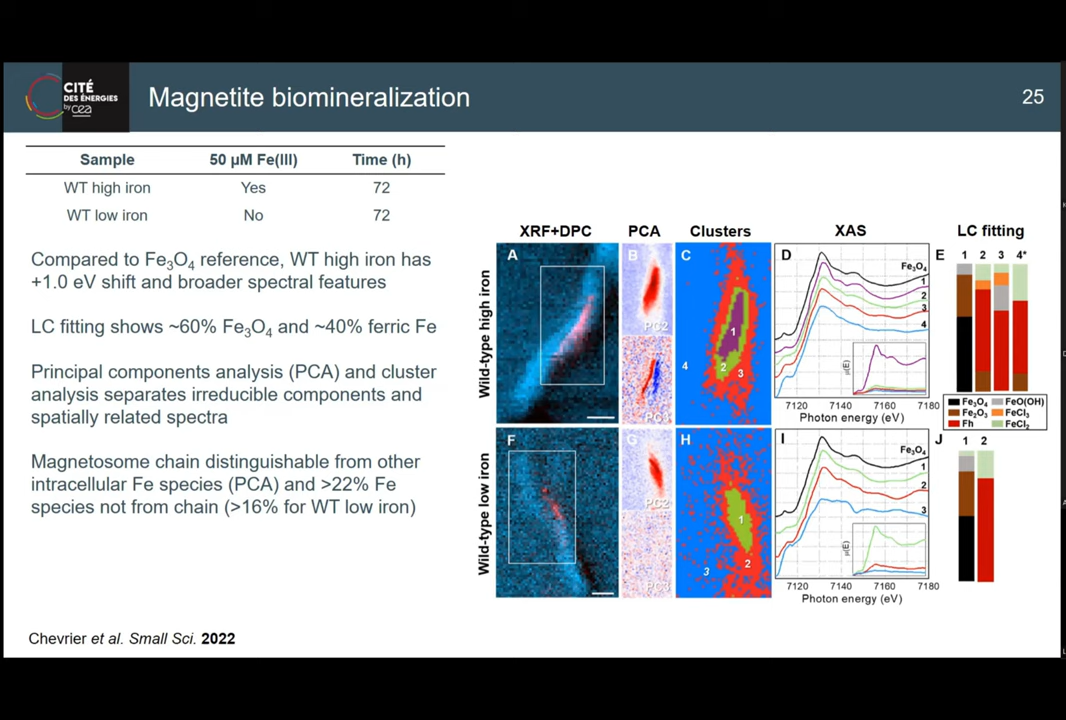 CITÉ
DES ÉNERGIES
by cea
Magnetite biomineralization
25
Sample 50 µM Fe(III) Time (h)
WT high iron Yes 72
WT low iron No 72
Compared to Fe₃O₄ reference, WT high iron has
+1.0 eV shift and broader spectral features
LC fitting shows ~60% Fe₃O₄ and ~40% ferric Fe
Principal components analysis (PCA) and cluster
analysis separates irreducible components and
spatially related spectra
Magnetosome chain distinguishable from other
intracellular Fe species (PCA) and >22% Fe
species not from chain (>16% for WT low iron)
Chevrier et al. Small Sci. 2022
XRF+DPC PCA Clusters XAS LC fitting
Wild-type high iron
A B C D E
PC2
1 2 3 4
Fe₃O₄
1
2
3
4
µ(E)
7120 7140 7160 7180
Photon energy (eV)
1 2 3 4*
Fe₃O₄ FeO(OH)
Fe₂O₃ FeCl₃
Fh FeCl₂
Wild-type low iron
F G H I J
PC2
PC3
1 2 3
Fe₃O₄
1
2
3
µ(E)
7120 7140 7160 7180
Photon energy (eV)
1 2